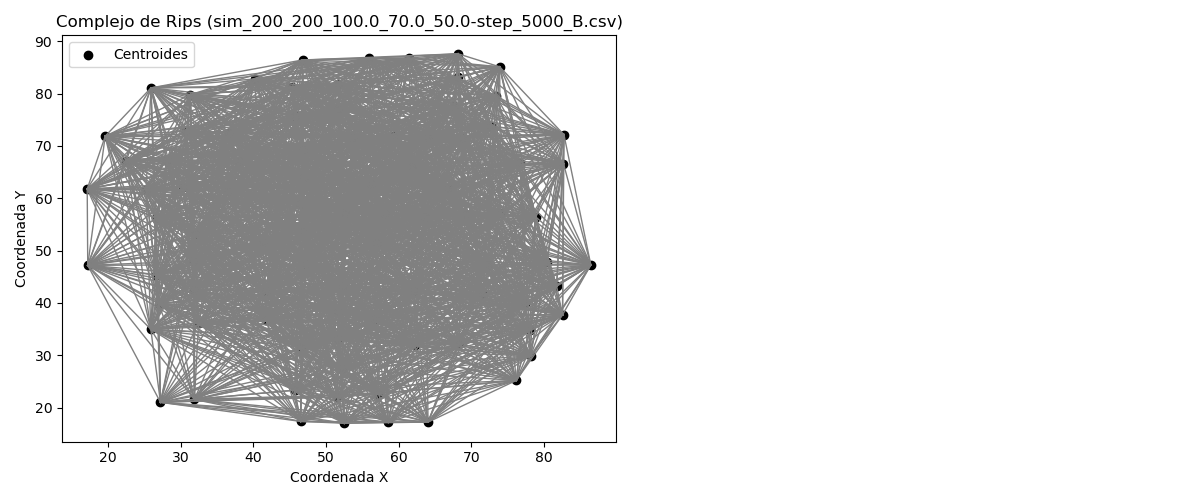 Complejo de Rips (sim_200_200_100.0_70.0_50.0-step_5000_B.csv)
Centroides
90
80
70
60
50
40
30
20
Coordenada Y
20 30 40 50 60 70 80
Coordenada X